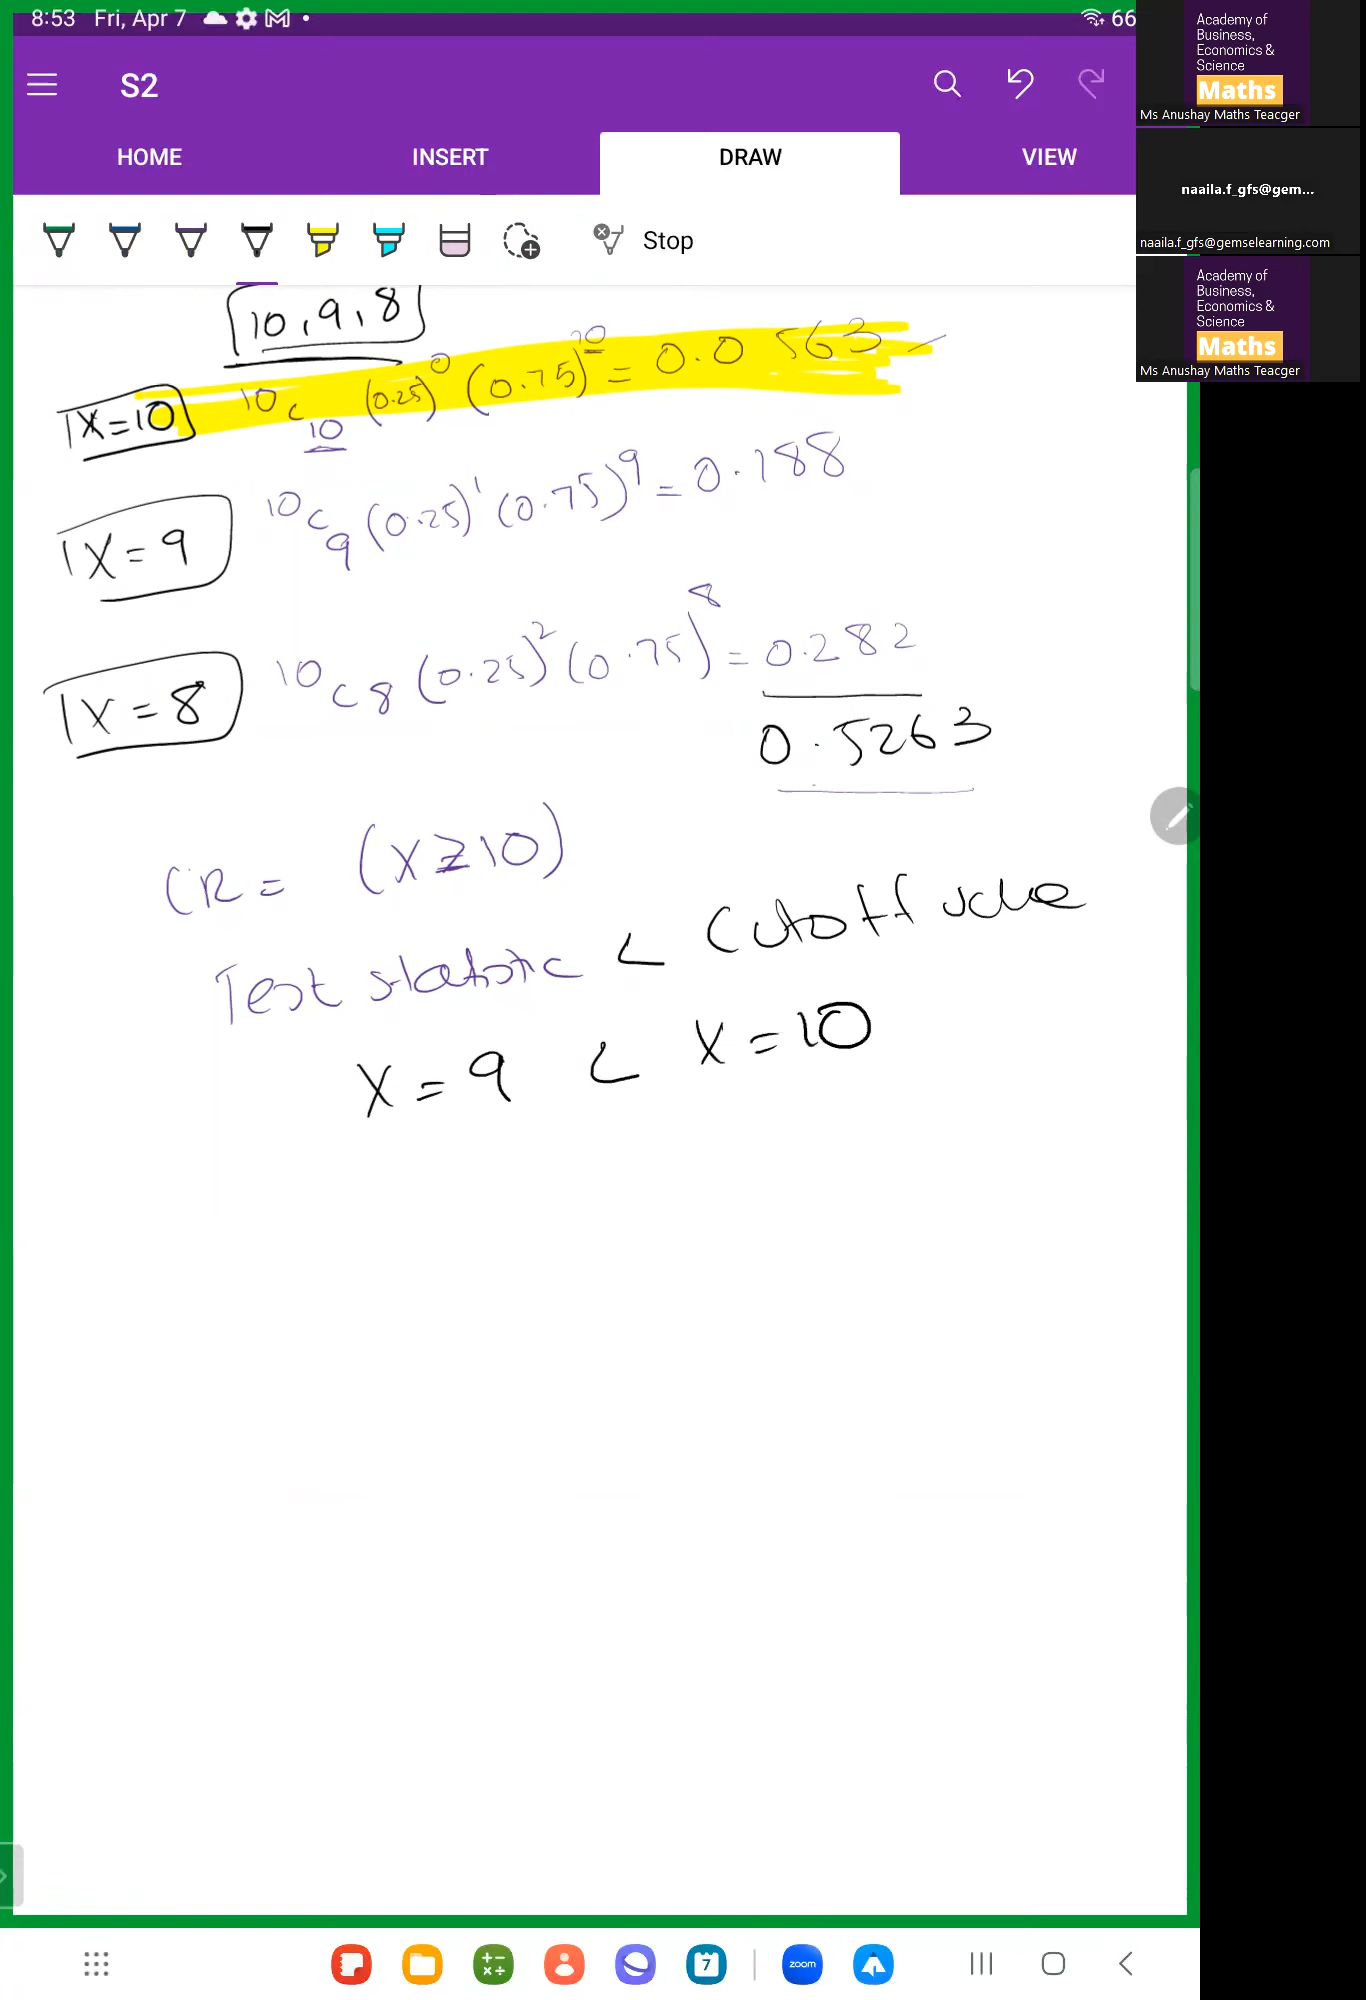 8:53 Fri, Apr 7
66
S2
HOME INSERT DRAW VIEW
Stop
Academy of
Business,
Economics &
Science
Maths
Ms Anushay Maths Teacger
naaila.f_gfs@gem...
naaila.f_gfs@gemselearning.com
Academy of
Business,
Economics &
Science
Maths
Ms Anushay Maths Teacger
10, 9, 8
X=10 10C10 (0.25)^0 (0.75)^10 = 0.0563
X=9 10C9 (0.25)^1 (0.75)^9 = 0.188
X=8 10C8 (0.25)^2 (0.75)^8 = 0.282
0.5263
CR = (X≥10)
Test statistic < Cutoff
X=9 < X=10
7
zoom